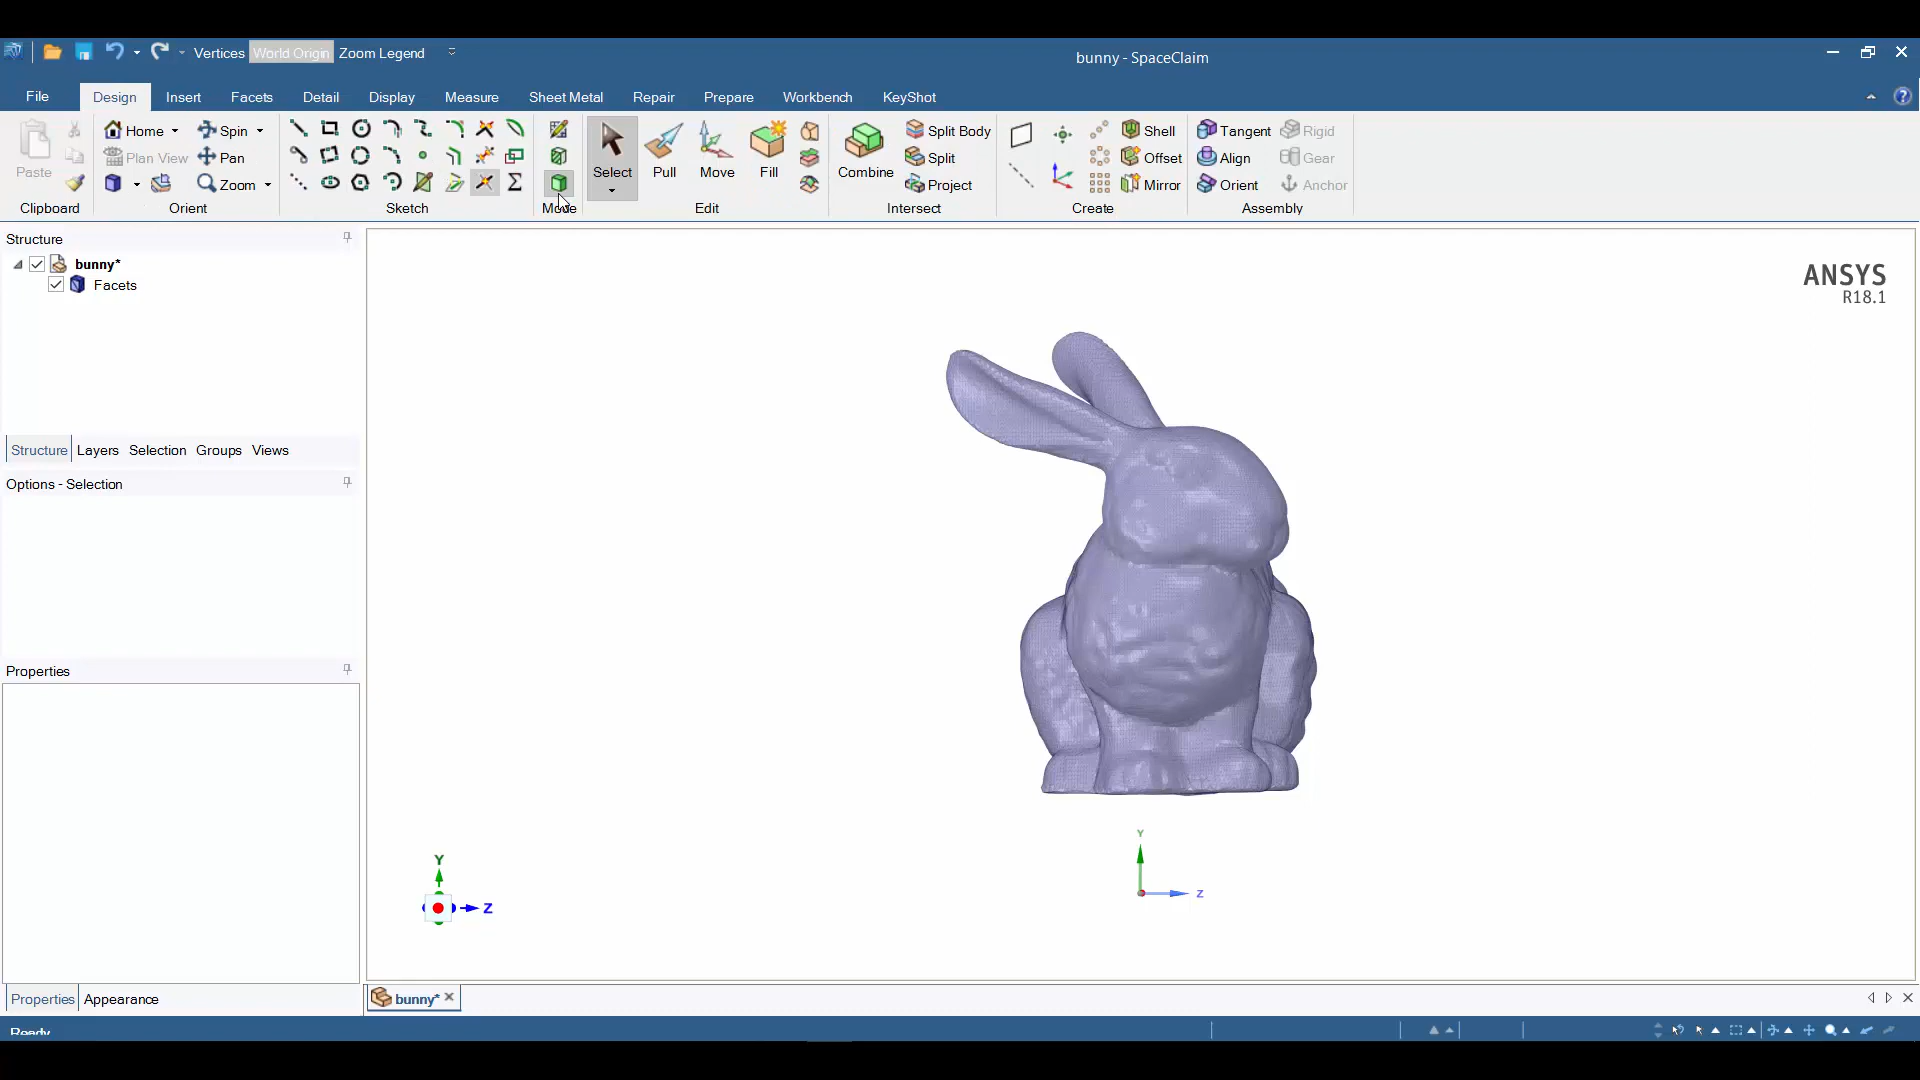 Vertices World Origin Zoom Legend
bunny - SpaceClaim
File Design Insert Facets Detail Display Measure Sheet Metal Repair Prepare Workbench KeyShot
Home Spin Split Body Shell Tangent Rigid
Plan View Pan Split Offset Align Gear
Paste Select Pull Move Fill Combine
Zoom Project Mirror Orient Anchor
Clipboard Orient Sketch Mode Edit Intersect Create Assembly
Structure
bunny*
Facets
ANSYS
R18.1
Structure Layers Selection Groups Views
Options - Selection
Properties
Y
Z
Y
Z
Properties Appearance
bunny*
Ready